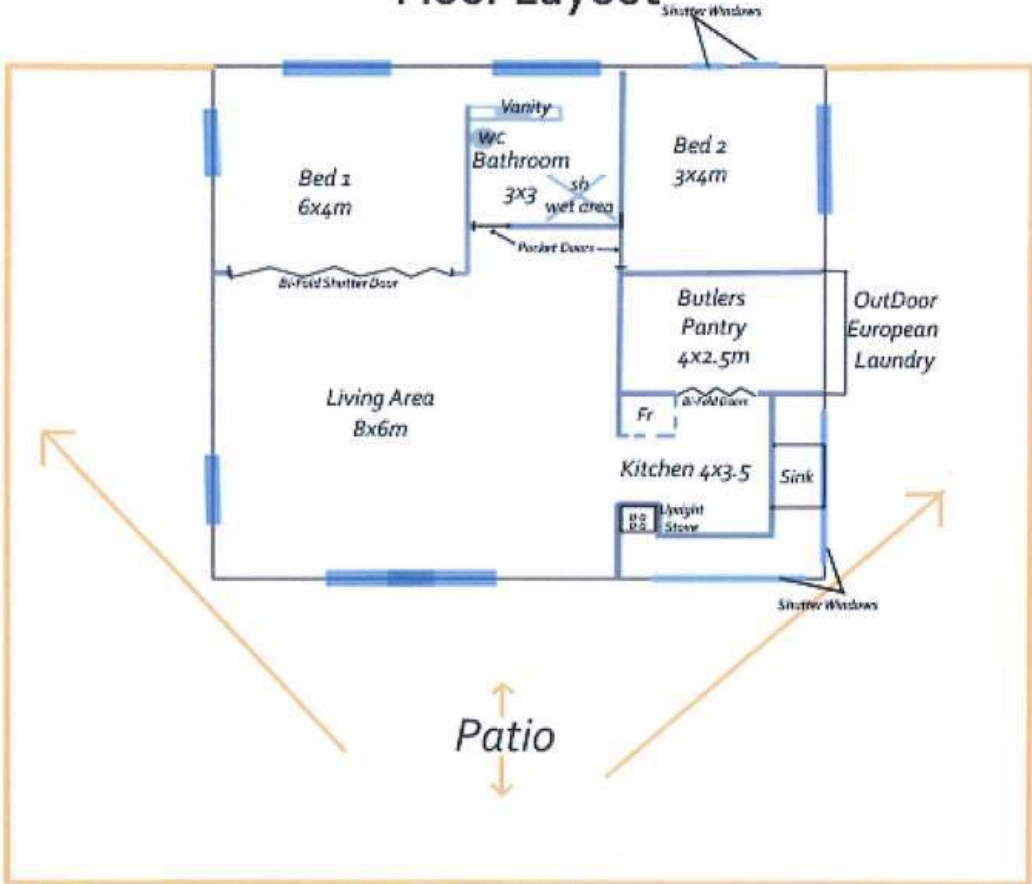 Floor Layout
Shutter Windows
Vanity
WC
Bathroom
3x3
sh
wet area
Bed 1
6x4m
Bed 2
3x4m
Pocket Doors
Bi-Fold Shutter Door
Butlers
Pantry
4x2.5m
OutDoor
European
Laundry
Living Area
8x6m
Bi-Fold Doors
Fr
Kitchen 4x3.5
Sink
Upright
Stove
Shutter Windows
Patio